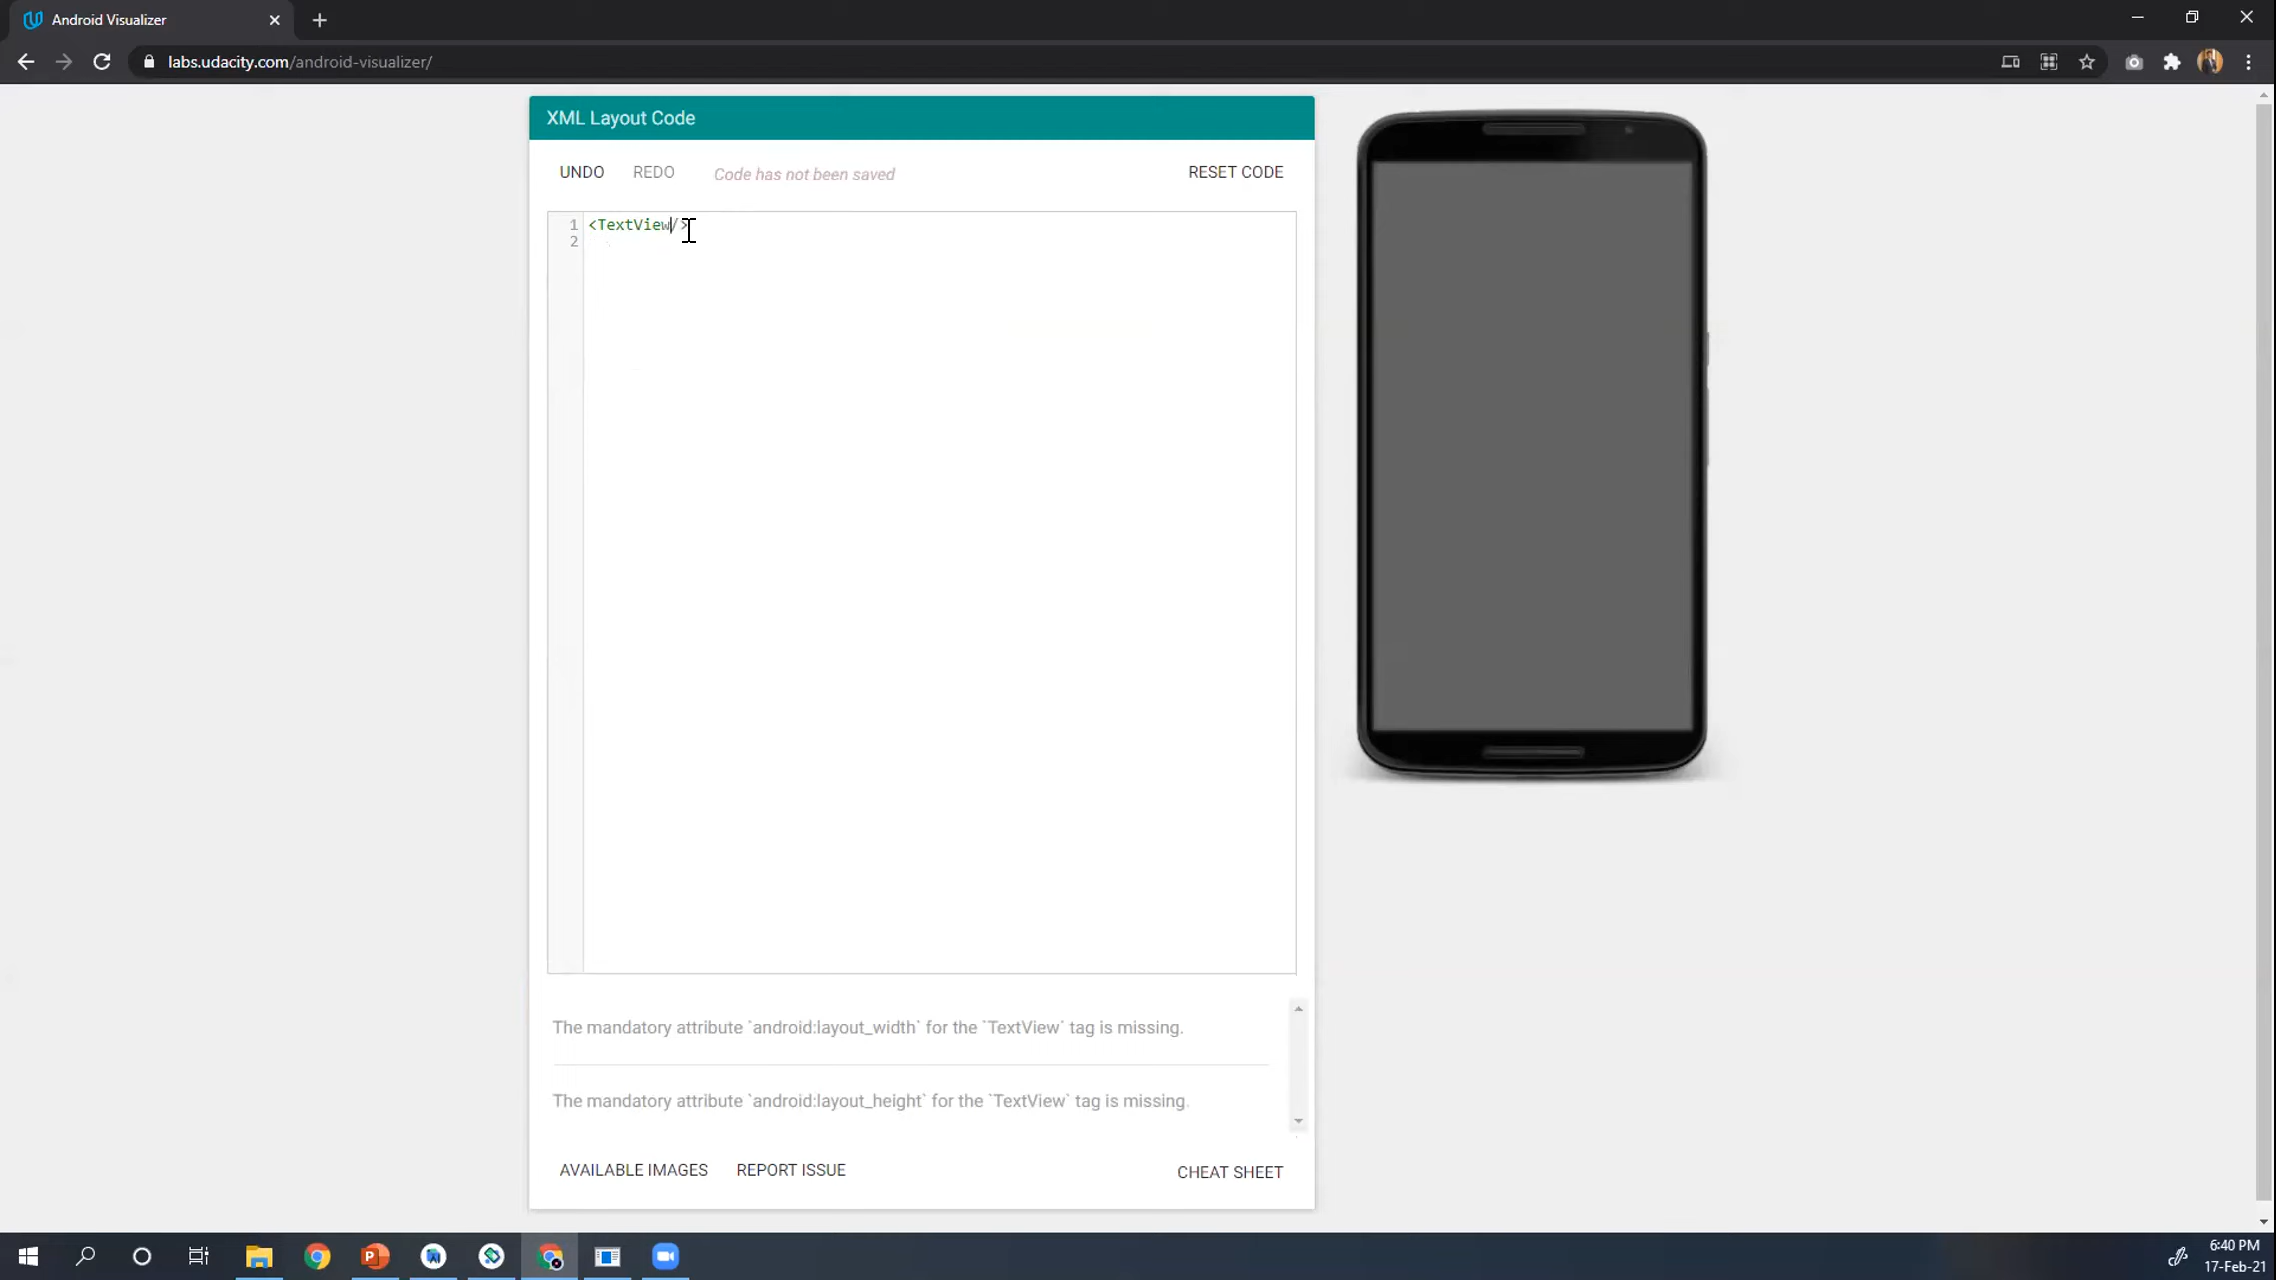 Android Visualizer
labs.udacity.com/android-visualizer/
XML Layout Code
UNDO REDO Code has not been saved RESET CODE
1 <TextView/>
2
The mandatory attribute `android:layout_width` for the `TextView` tag is missing.
The mandatory attribute `android:layout_height` for the `TextView` tag is missing.
AVAILABLE IMAGES REPORT ISSUE CHEAT SHEET
6:40 PM
17-Feb-21